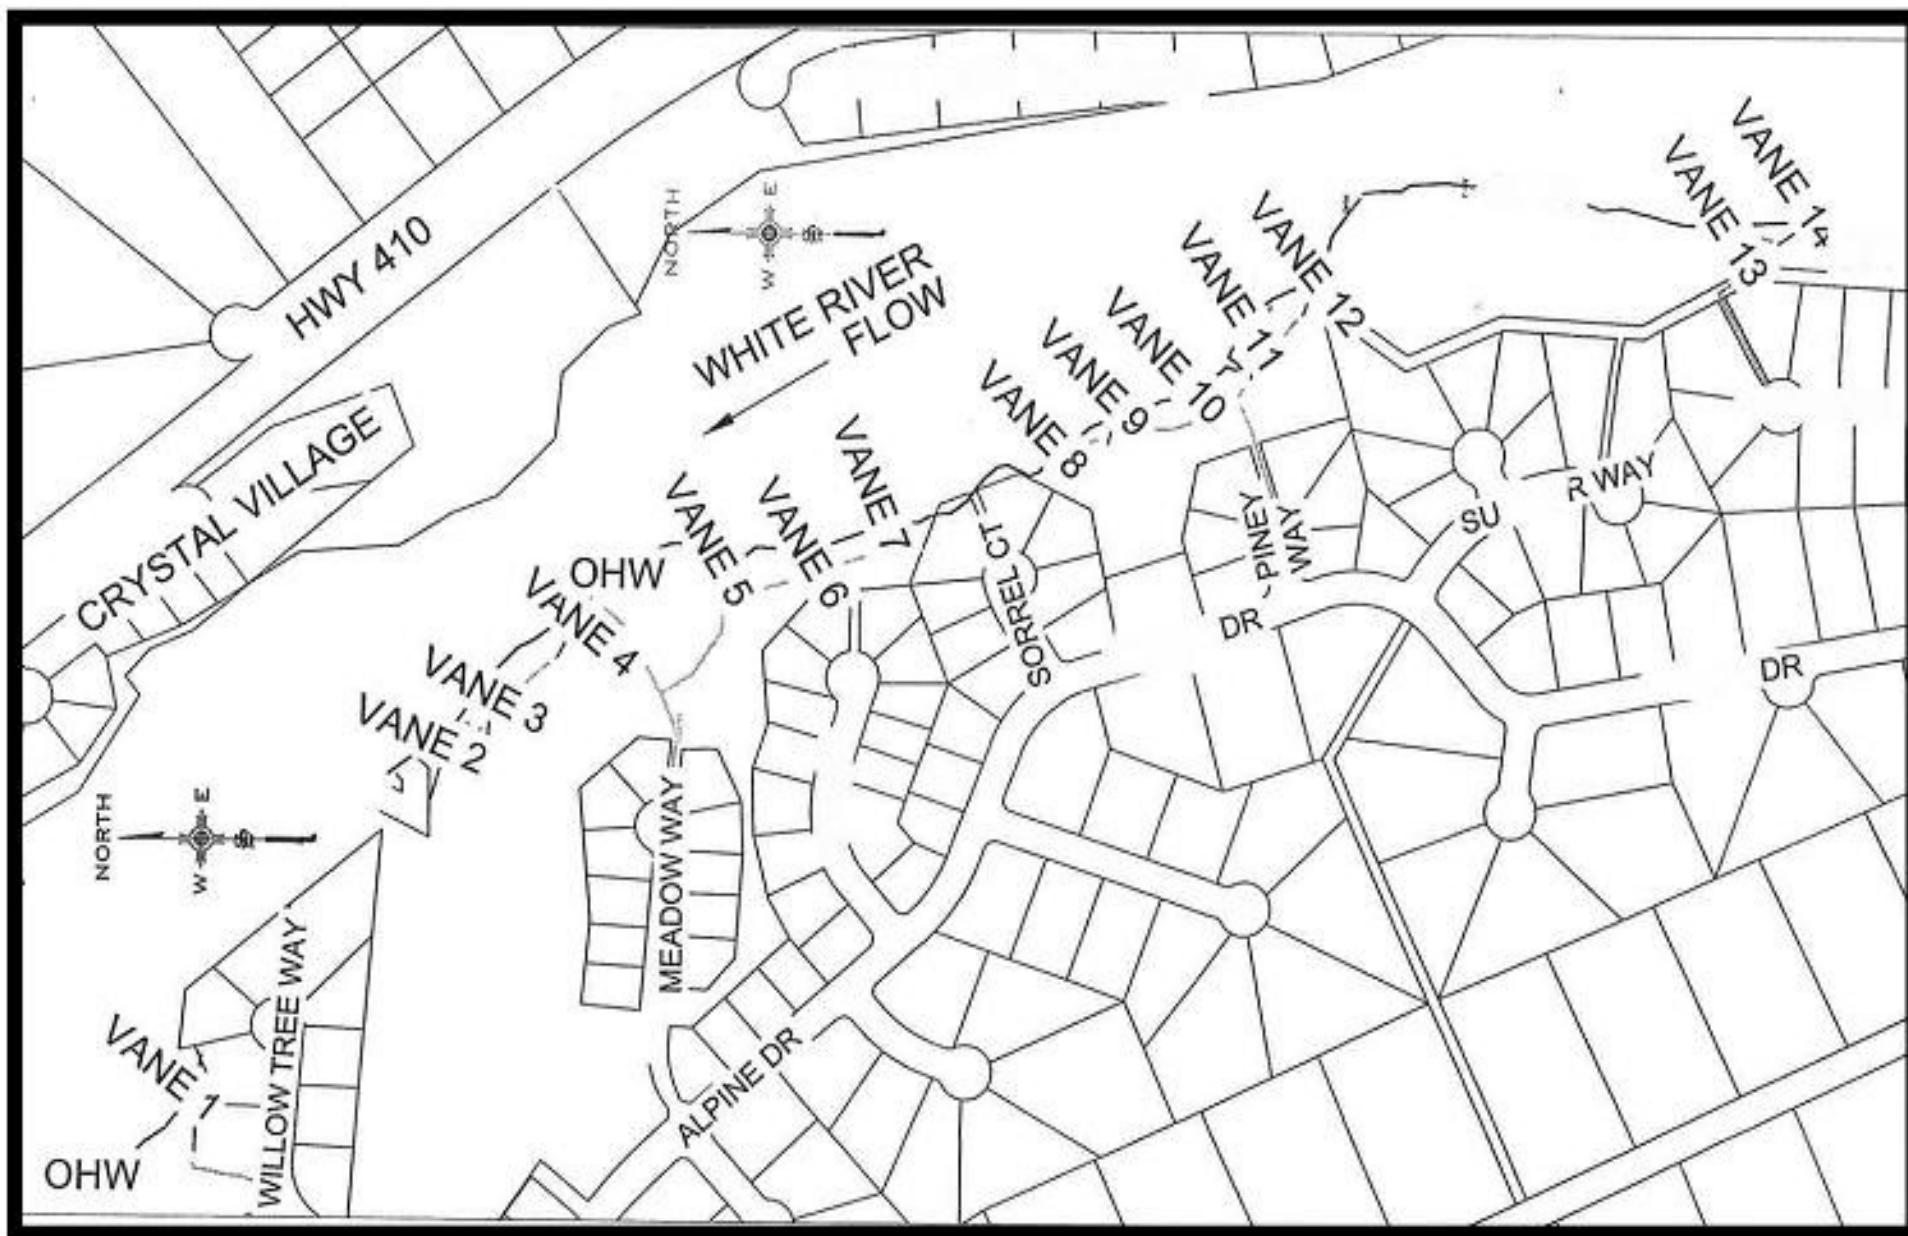 HWY 410
NORTH
E
W
S
WHITE RIVER
FLOW
CRYSTAL VILLAGE
VANE 14
VANE 13
VANE 12
VANE 11
VANE 10
VANE 9
VANE 8
VANE 7
VANE 6
VANE 5
OHW
VANE 4
VANE 3
VANE 2
VANE 1
OHW
NORTH
E
W
S
WILLOW TREE WAY
MEADOW WAY
ALPINE DR
SORREL CT
PINEY
WAY
DR
SU
R WAY
DR